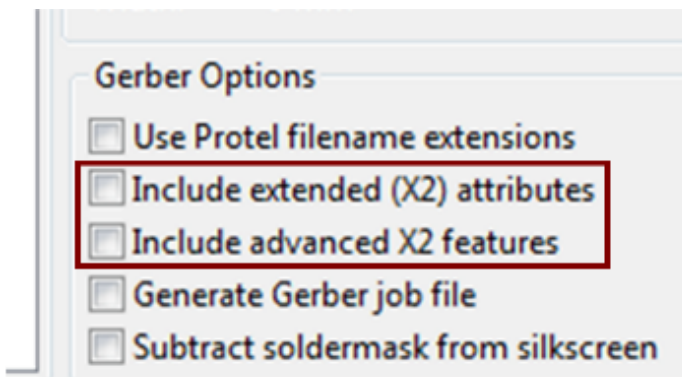 Gerber Options
Use Protel filename extensions
Include extended (X2) attributes
Include advanced X2 features
Generate Gerber job file
Subtract soldermask from silkscreen